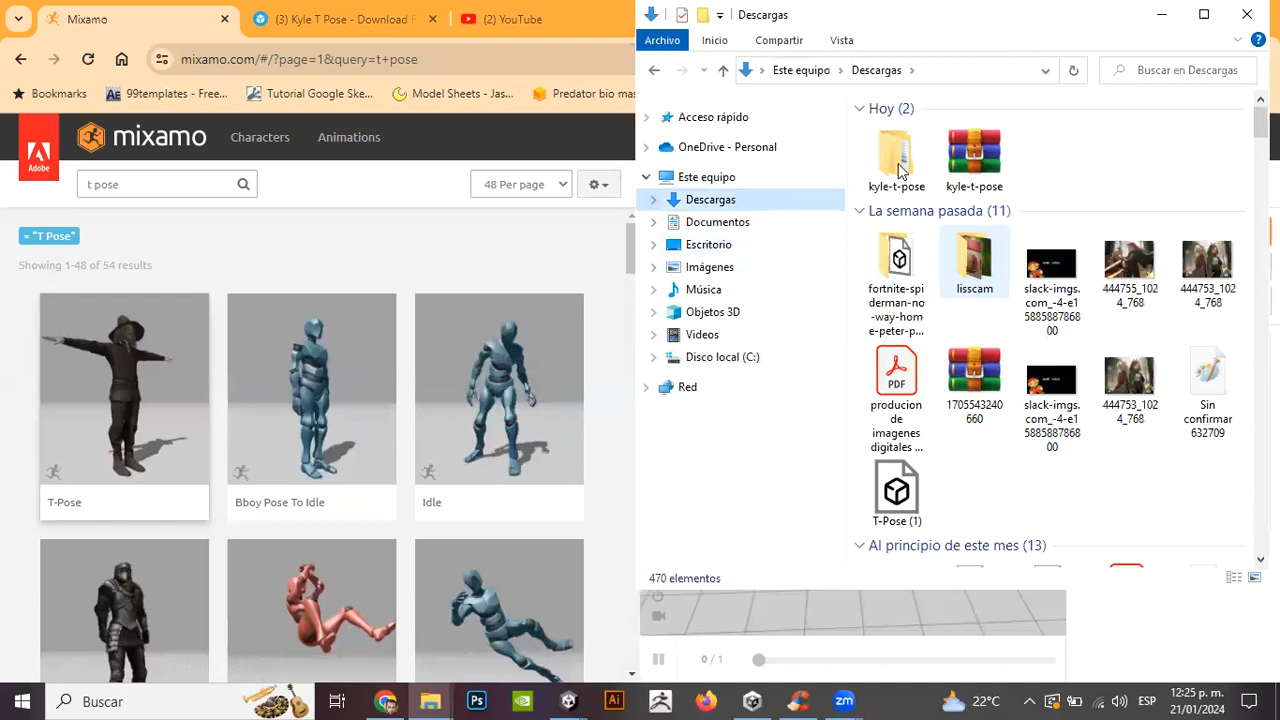 Mixamo
(3) Kyle T Pose - Download F
(2) YouTube
mixamo.com/#/?page=1&query=t+pose
Bookmarks
99templates - Free...
Tutorial Google Ske...
Model Sheets - Jas...
Predator bio mas
Adobe
mixamo
Characters
Animations
t pose
48 Per page
× "T Pose"
Showing 1-48 of 54 results
T-Pose
Bboy Pose To Idle
Idle
Descargas
Archivo
Inicio
Compartir
Vista
Este equipo
Descargas
Buscar en Descargas
Acceso rápido
OneDrive - Personal
Este equipo
Descargas
Documentos
Escritorio
Imágenes
Música
Objetos 3D
Videos
Disco local (C:)
Red
Hoy (2)
kyle-t-pose
kyle-t-pose
La semana pasada (11)
fortnite-spi
derman-no
-way-hom
e-peter-p...
lisscam
slack-imgs.
com_-4-e1
5885887868
00
444755_102
4_768
444753_102
4_768
PDF
producion
de
imagenes
digitales ...
1705543240
660
slack-imgs.
com_-4-e1
5885887868
00
444753_102
4_768
Sin
confirmar
632709
T-Pose (1)
Al principio de este mes (13)
470 elementos
0 / 1
Buscar
Ps
Ai
zm
22°C
ESP
12:25 p. m.
21/01/2024